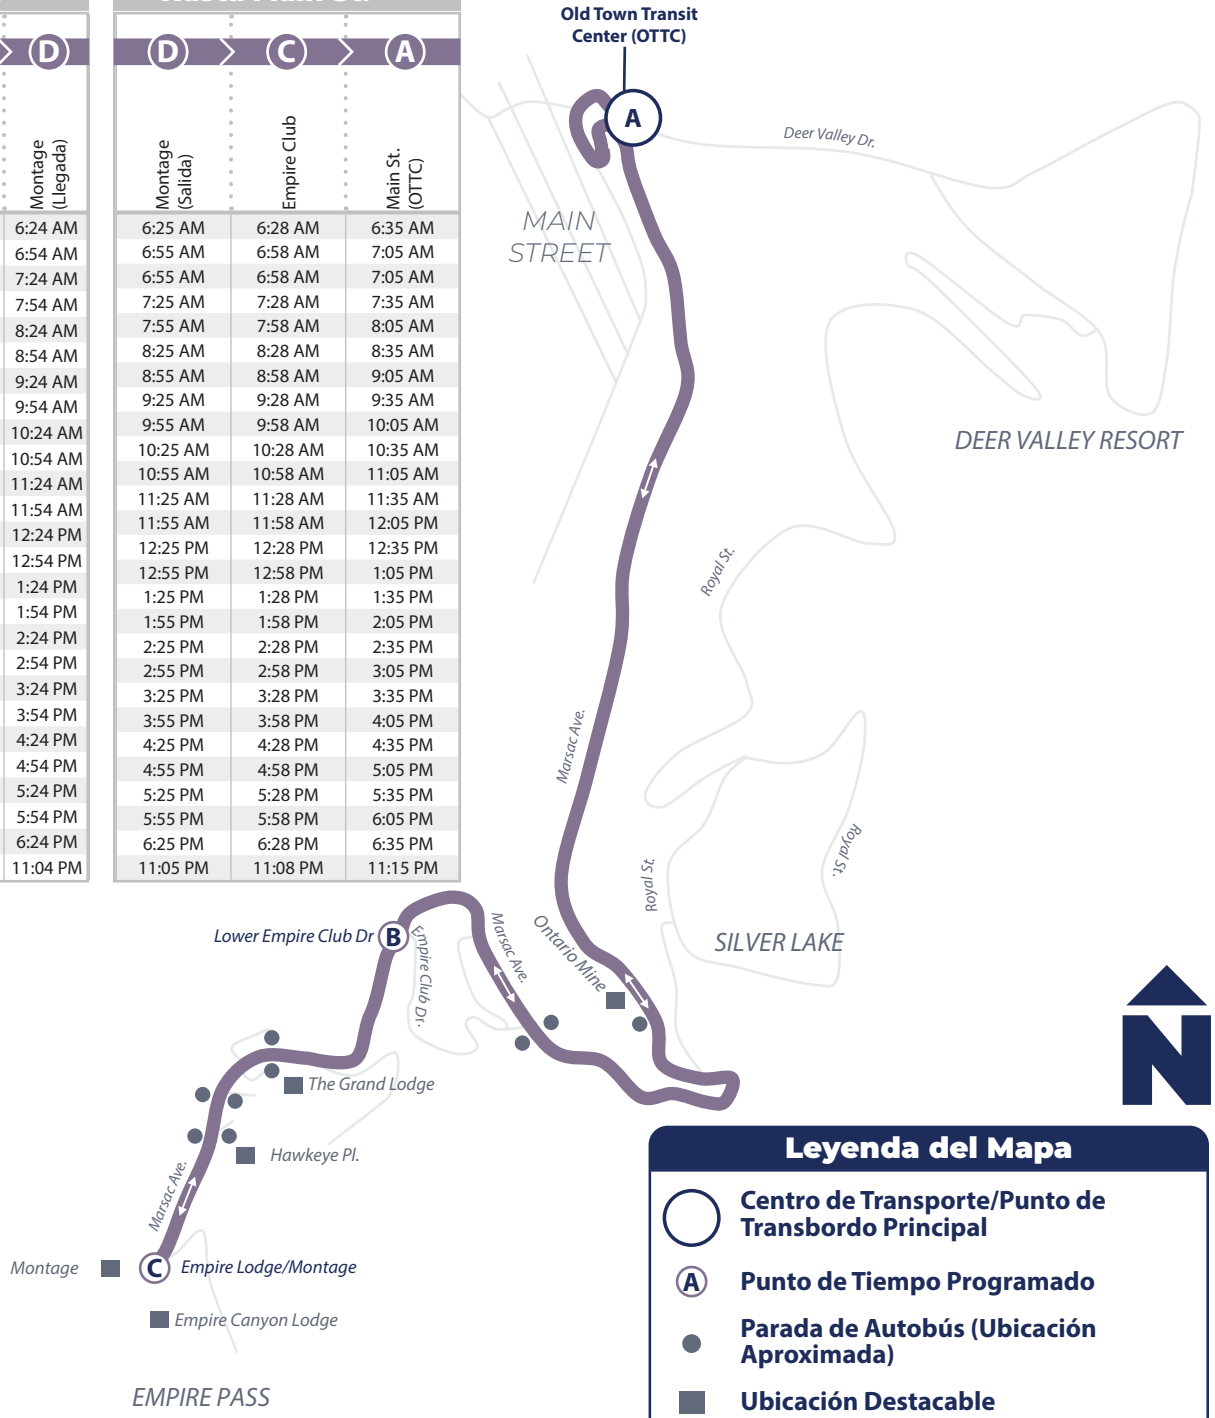 D
Montage
(Llegada)
6:24 AM
6:54 AM
7:24 AM
7:54 AM
8:24 AM
8:54 AM
9:24 AM
9:54 AM
10:24 AM
10:54 AM
11:24 AM
11:54 AM
12:24 PM
12:54 PM
1:24 PM
1:54 PM
2:24 PM
2:54 PM
3:24 PM
3:54 PM
4:24 PM
4:54 PM
5:24 PM
5:54 PM
6:24 PM
11:04 PM
D C A
Montage
(Salida)
Empire Club
Main St.
(OTTC)
6:25 AM 6:28 AM 6:35 AM
6:55 AM 6:58 AM 7:05 AM
6:55 AM 6:58 AM 7:05 AM
7:25 AM 7:28 AM 7:35 AM
7:55 AM 7:58 AM 8:05 AM
8:25 AM 8:28 AM 8:35 AM
8:55 AM 8:58 AM 9:05 AM
9:25 AM 9:28 AM 9:35 AM
9:55 AM 9:58 AM 10:05 AM
10:25 AM 10:28 AM 10:35 AM
10:55 AM 10:58 AM 11:05 AM
11:25 AM 11:28 AM 11:35 AM
11:55 AM 11:58 AM 12:05 PM
12:25 PM 12:28 PM 12:35 PM
12:55 PM 12:58 PM 1:05 PM
1:25 PM 1:28 PM 1:35 PM
1:55 PM 1:58 PM 2:05 PM
2:25 PM 2:28 PM 2:35 PM
2:55 PM 2:58 PM 3:05 PM
3:25 PM 3:28 PM 3:35 PM
3:55 PM 3:58 PM 4:05 PM
4:25 PM 4:28 PM 4:35 PM
4:55 PM 4:58 PM 5:05 PM
5:25 PM 5:28 PM 5:35 PM
5:55 PM 5:58 PM 6:05 PM
6:25 PM 6:28 PM 6:35 PM
11:05 PM 11:08 PM 11:15 PM
Old Town Transit
Center (OTTC)
A
Deer Valley Dr.
MAIN
STREET
DEER VALLEY RESORT
Royal St.
Marsac Ave.
Royal St.
Royal St.
SILVER LAKE
Ontario Mine
Marsac Ave.
Empire Club Dr.
Lower Empire Club Dr B
The Grand Lodge
Hawkeye Pl.
Marsac Ave.
Montage
C Empire Lodge/Montage
Empire Canyon Lodge
EMPIRE PASS
N
Leyenda del Mapa
Centro de Transporte/Punto de
Transbordo Principal
A Punto de Tiempo Programado
Parada de Autobús (Ubicación
Aproximada)
Ubicación Destacable